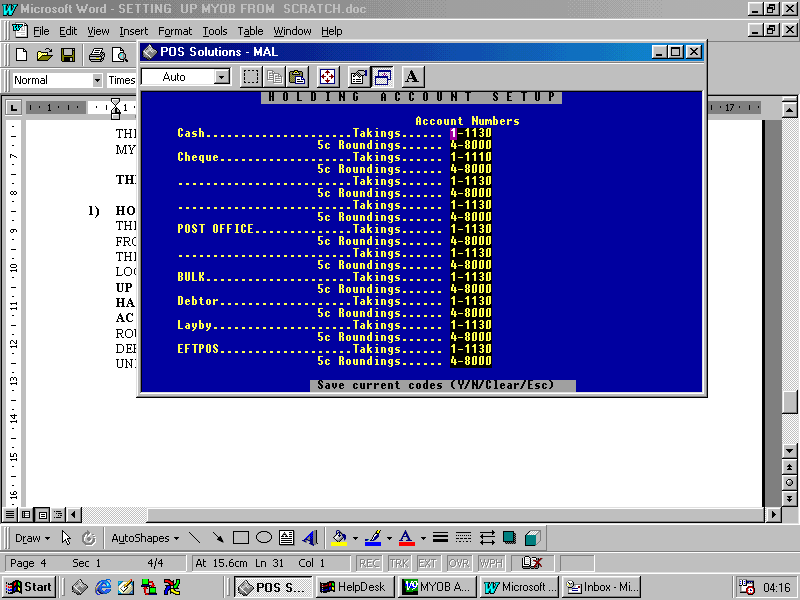 Microsoft Word - SETTING UP MYOB FROM SCRATCH.doc
File Edit View Insert Format Tools Table Window Help
POS Solutions - MAL
Normal Times
Auto
A
HOLDING ACCOUNT SETUP
Account Numbers
Cash.....................Takings...... 1-1130
5c Roundings...... 4-8000
Cheque...................Takings...... 1-1110
5c Roundings...... 4-8000
.........................Takings...... 1-1130
5c Roundings...... 4-8000
.........................Takings...... 1-1130
5c Roundings...... 4-8000
POST OFFICE..............Takings...... 1-1130
5c Roundings...... 4-8000
.........................Takings...... 1-1130
5c Roundings...... 4-8000
BULK.....................Takings...... 1-1130
5c Roundings...... 4-8000
Debtor...................Takings...... 1-1130
5c Roundings...... 4-8000
Layby....................Takings...... 1-1130
5c Roundings...... 4-8000
EFTPOS...................Takings...... 1-1130
5c Roundings...... 4-8000
Save current codes (Y/N/Clear/Esc)
1) HO
FRO
LOC
UP
HA
AC
ROU
DEF
UNI
Draw AutoShapes
Page 4 Sec 1 4/4 At 15.6cm Ln 31 Col 1 REC TRK EXT OVR WPH
Start POS S... HelpDesk MYOB A... Microsoft ... Inbox - Mi... 04:16